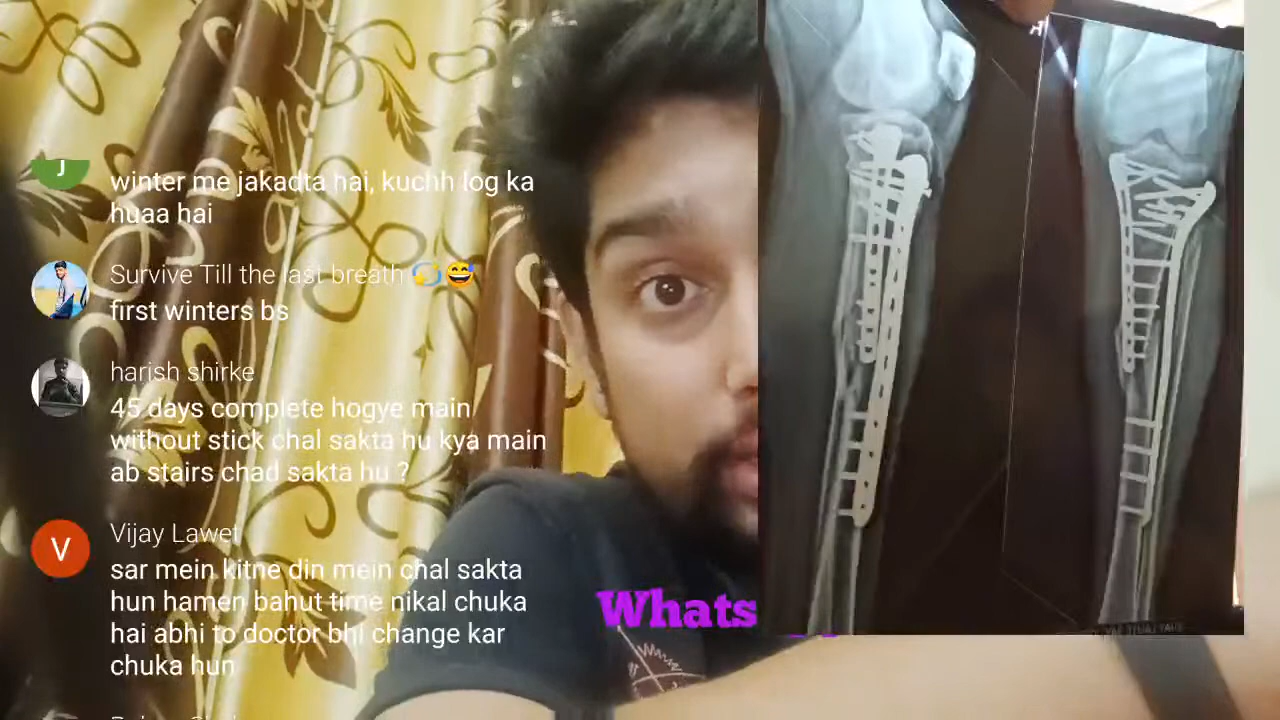 J
winter me jakadta hai, kuchh log ka
huaa hai
Survive Till the last breath 💫😅
first winters bs
harish shirke
45 days complete hogye main
without stick chal sakta hu kya main
ab stairs chad sakta hu ?
V
Vijay Lawet
sar mein kitne din mein chal sakta
hun hamen bahut time nikal chuka
hai abhi to doctor bhi change kar
chuka hun
Whats